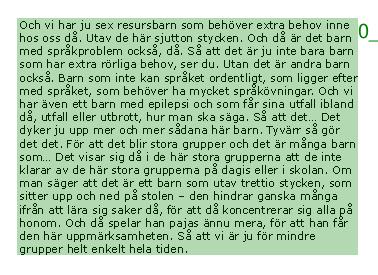 Och vi har ju sex resursbarn som behöver extra behov inne
hos oss då. Utav de här sjutton stycken. Och då är det barn
med språkproblem också, då. Så att det är ju inte bara barn
som har extra rörliga behov, ser du. Utan det är andra barn
också. Barn som inte kan språket ordentligt, som ligger efter
med språket, som behöver ha mycket språkövningar. Och vi
har även ett barn med epilepsi och som får sina utfall ibland
då, utfall eller utbrott, hur man ska säga. Så att det... Det
dyker ju upp mer och mer sådana här barn. Tyvärr så gör
det det. För att det blir stora grupper och det är många barn
som... Det visar sig då i de här stora grupperna att de inte
klarar av de här stora grupperna på dagis eller i skolan. Om
man säger att det är ett barn som utav trettio stycken, som
sitter upp och ned på stolen – den hindrar ganska många
ifrån att lära sig saker då, för att då koncentrerar sig alla på
honom. Och då spelar han pajas ännu mera, för att han får
den här uppmärksamheten. Så att vi är ju för mindre
grupper helt enkelt hela tiden.
0_